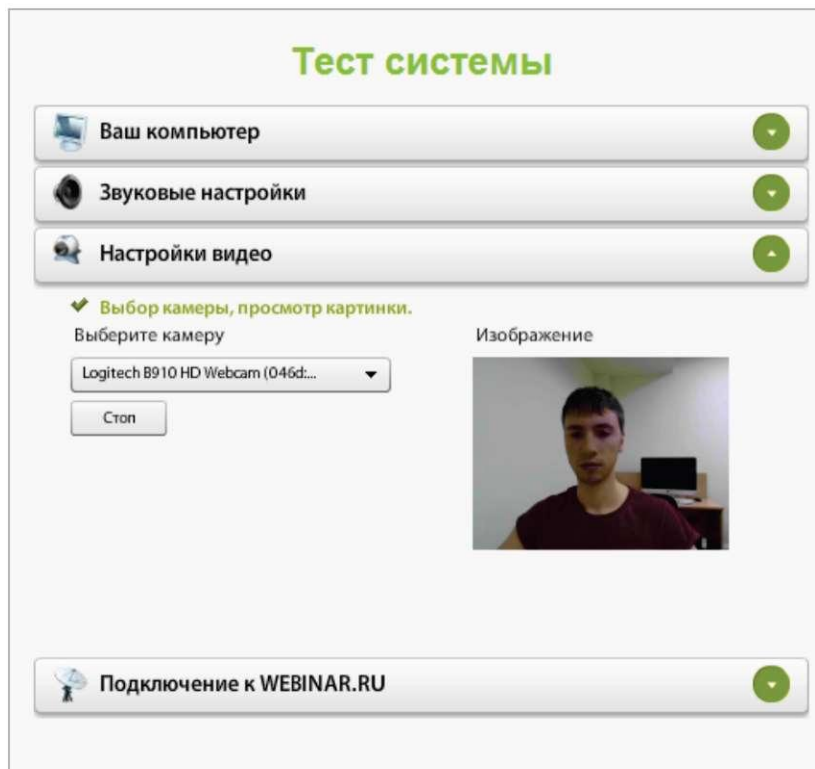 Тест системы
Ваш компьютер
Звуковые настройки
Настройки видео
Выбор камеры, просмотр картинки.
Выберите камеру
Изображение
Logitech B910 HD Webcam (046d:...
Стоп
Подключение к WEBINAR.RU